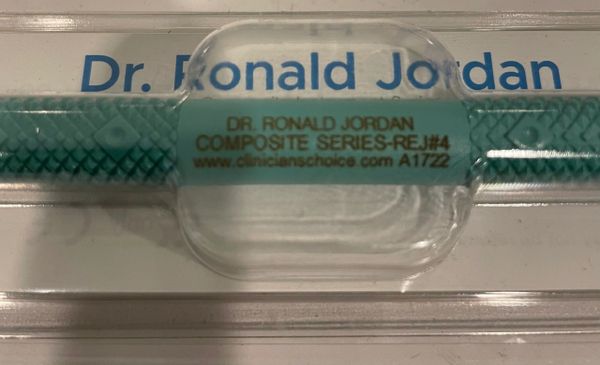 Dr. Ronald Jordan
DR. RONALD JORDAN
COMPOSITE SERIES-REJ#4
www.clinicianschoice.com A1722